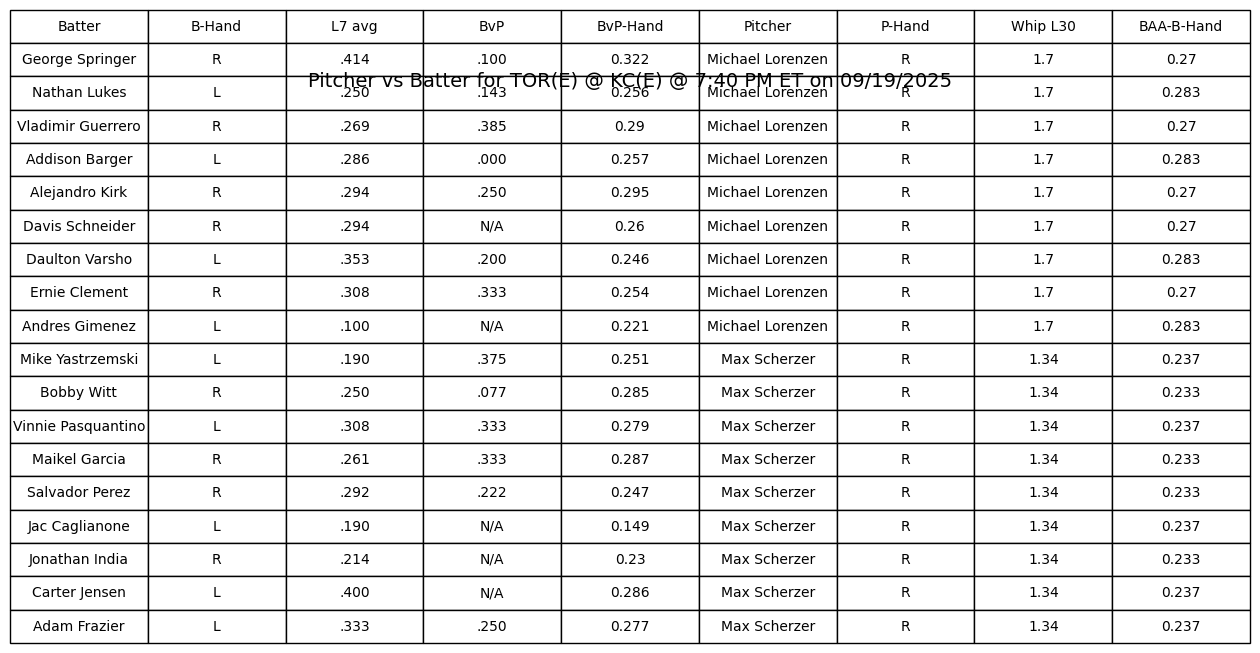 Batter B-Hand L7 avg BvP BvP-Hand Pitcher P-Hand Whip L30 BAA-B-Hand
George Springer R .414 .100 0.322 Michael Lorenzen R 1.7 0.27
Pitcher vs Batter for TOR(E) @ KC(E) @ 7:40 PM ET on 09/19/2025
Nathan Lukes L .250 .143 0.256 Michael Lorenzen R 1.7 0.283
Vladimir Guerrero R .269 .385 0.29 Michael Lorenzen R 1.7 0.27
Addison Barger L .286 .000 0.257 Michael Lorenzen R 1.7 0.283
Alejandro Kirk R .294 .250 0.295 Michael Lorenzen R 1.7 0.27
Davis Schneider R .294 N/A 0.26 Michael Lorenzen R 1.7 0.27
Daulton Varsho L .353 .200 0.246 Michael Lorenzen R 1.7 0.283
Ernie Clement R .308 .333 0.254 Michael Lorenzen R 1.7 0.27
Andres Gimenez L .100 N/A 0.221 Michael Lorenzen R 1.7 0.283
Mike Yastrzemski L .190 .375 0.251 Max Scherzer R 1.34 0.237
Bobby Witt R .250 .077 0.285 Max Scherzer R 1.34 0.233
Vinnie Pasquantino L .308 .333 0.279 Max Scherzer R 1.34 0.237
Maikel Garcia R .261 .333 0.287 Max Scherzer R 1.34 0.233
Salvador Perez R .292 .222 0.247 Max Scherzer R 1.34 0.233
Jac Caglianone L .190 N/A 0.149 Max Scherzer R 1.34 0.237
Jonathan India R .214 N/A 0.23 Max Scherzer R 1.34 0.233
Carter Jensen L .400 N/A 0.286 Max Scherzer R 1.34 0.237
Adam Frazier L .333 .250 0.277 Max Scherzer R 1.34 0.237